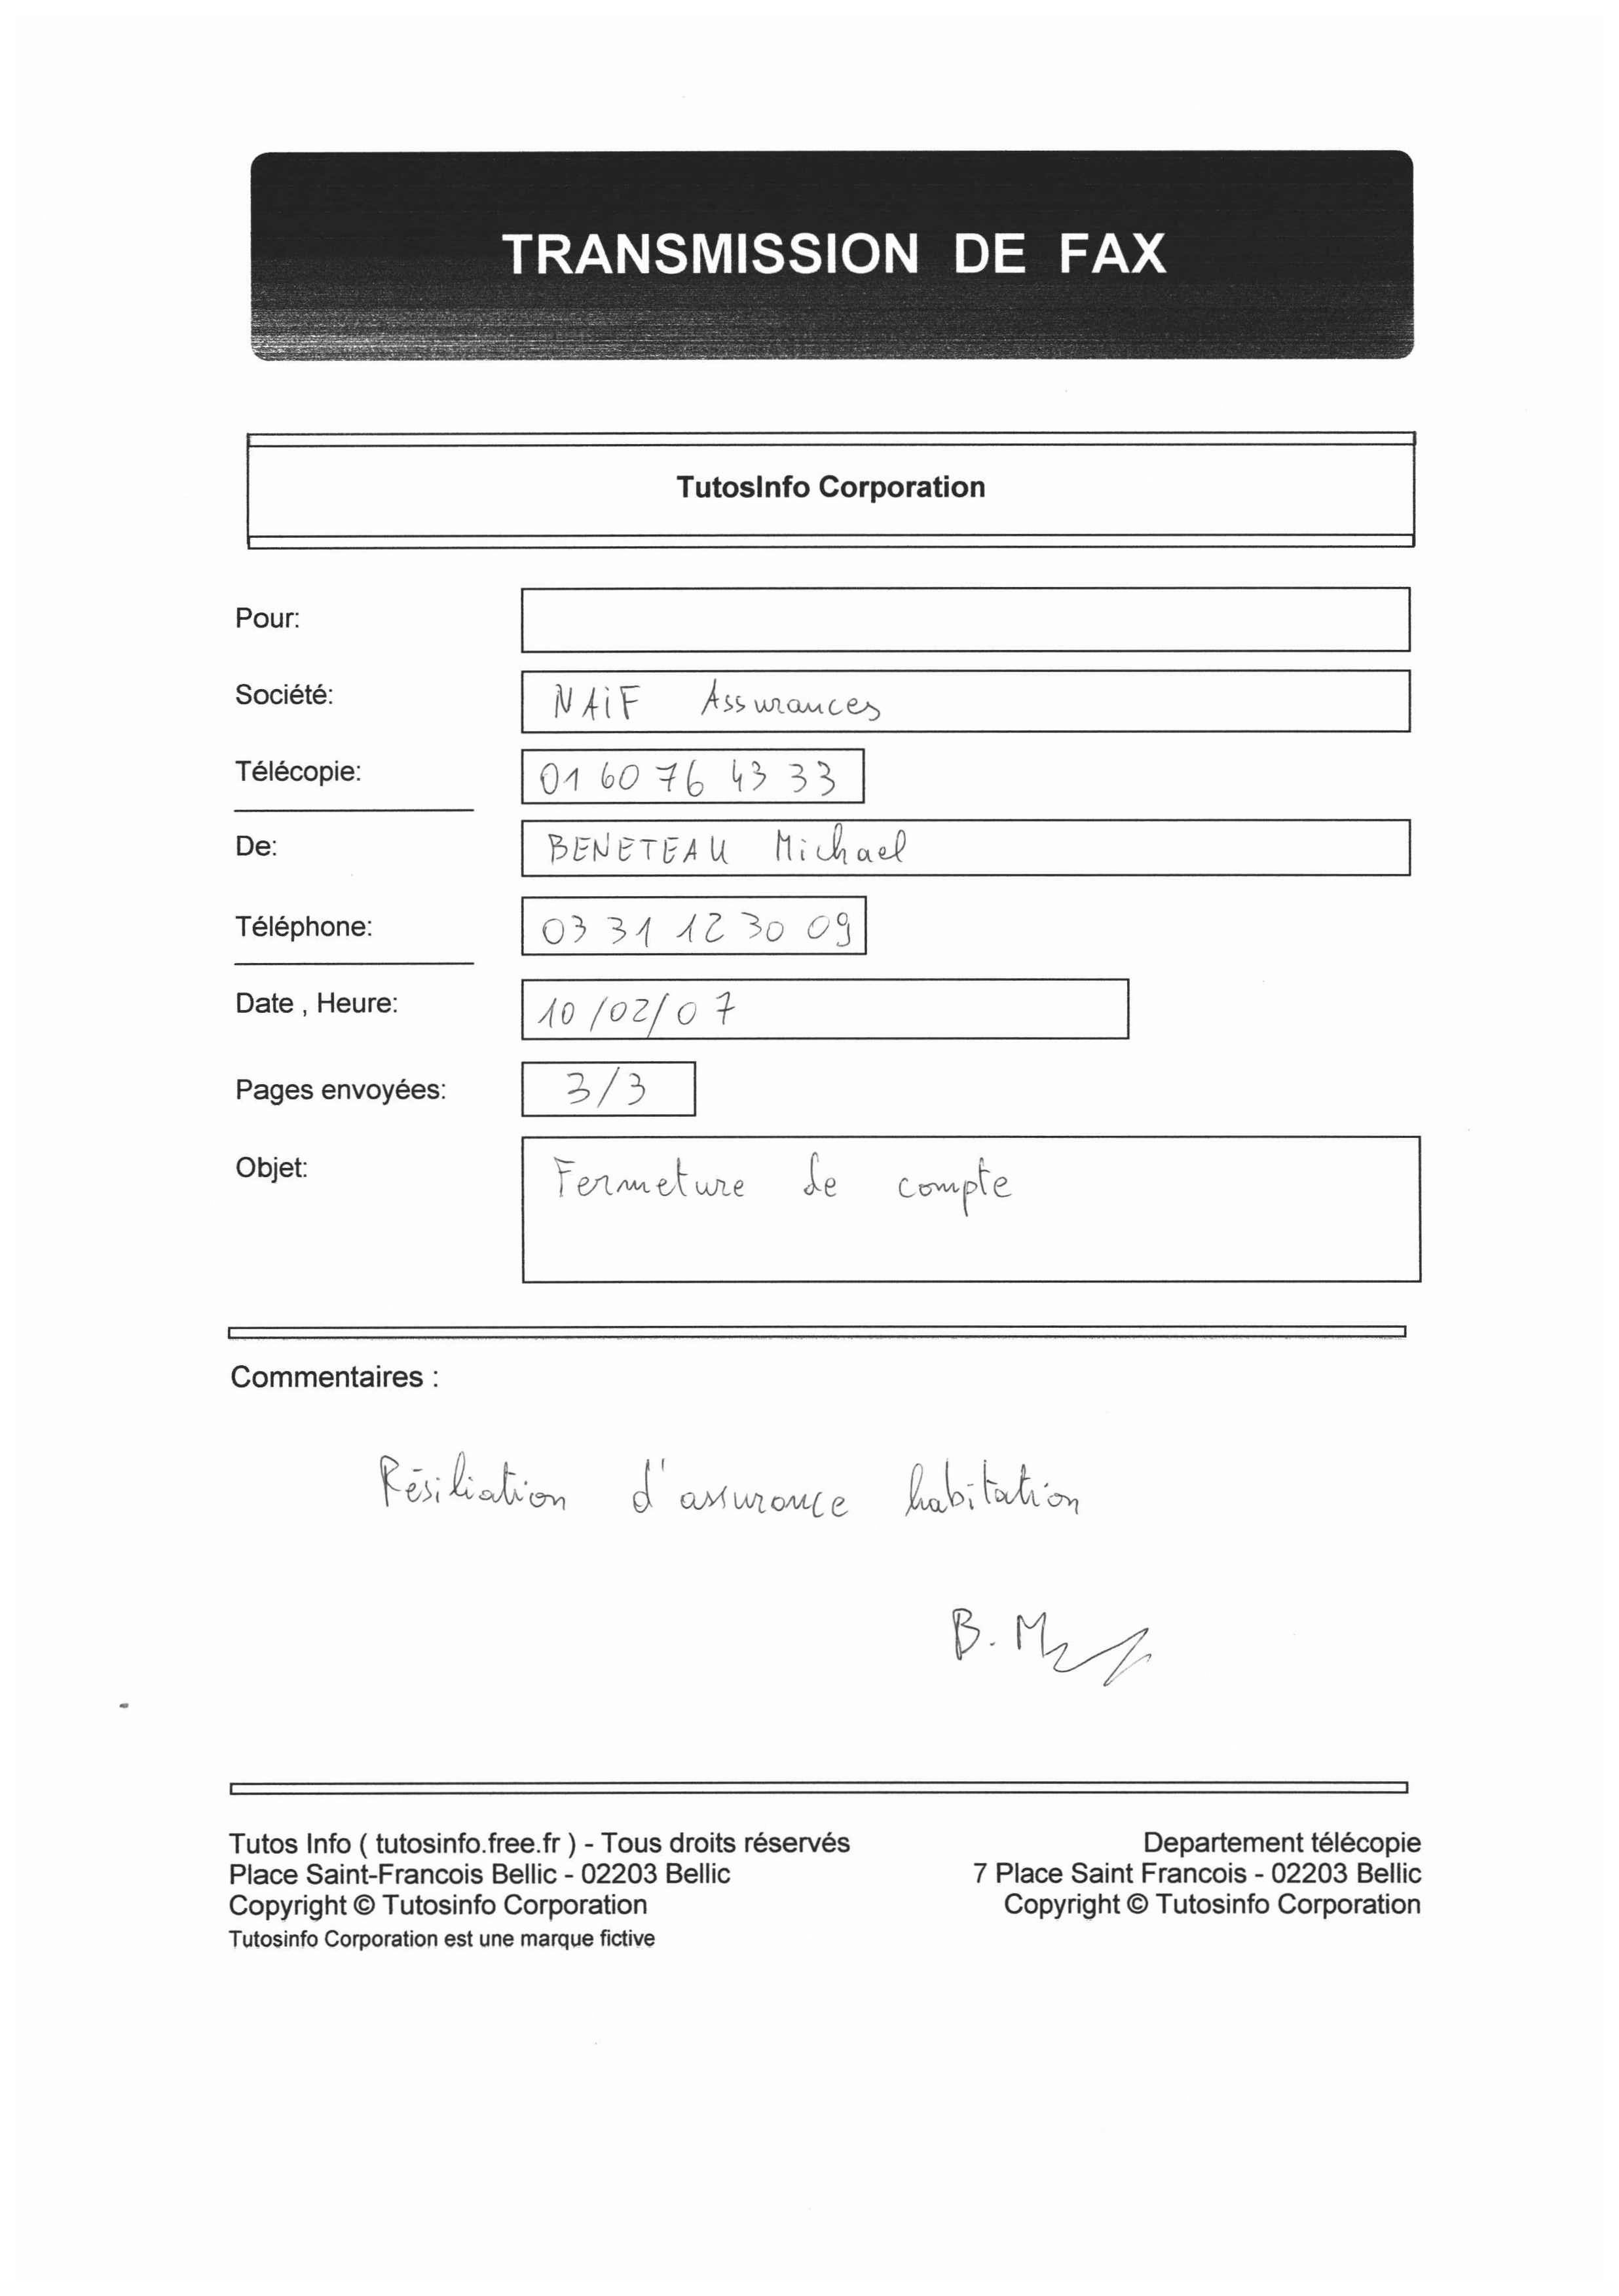 TRANSMISSION DE FAX
TutosInfo Corporation
Pour:
Société: NAiF Assurances
Télécopie: 01 60 76 43 33
De: BENETEAU Michael
Téléphone: 03 31 12 30 09
Date , Heure: 10/02/07
Pages envoyées: 3/3
Objet: Fermeture de compte
Commentaires :
Résiliation d'assurance habitation
B. M
Tutos Info ( tutosinfo.free.fr ) - Tous droits réservés
Place Saint-Francois Bellic - 02203 Bellic
Copyright © Tutosinfo Corporation
Tutosinfo Corporation est une marque fictive
Departement télécopie
7 Place Saint Francois - 02203 Bellic
Copyright © Tutosinfo Corporation